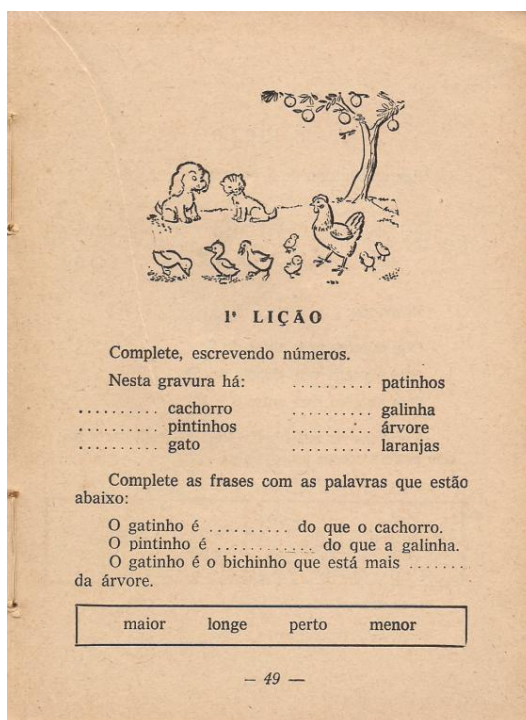 1ª LIÇÃO
Complete, escrevendo números.
Nesta gravura há: .......... patinhos
.......... cachorro .......... galinha
.......... pintinhos .......... árvore
.......... gato .......... laranjas
Complete as frases com as palavras que estão
abaixo:
O gatinho é .......... do que o cachorro.
O pintinho é ............ do que a galinha.
O gatinho é o bichinho que está mais .......
da árvore.
maior longe perto menor
— 49 —